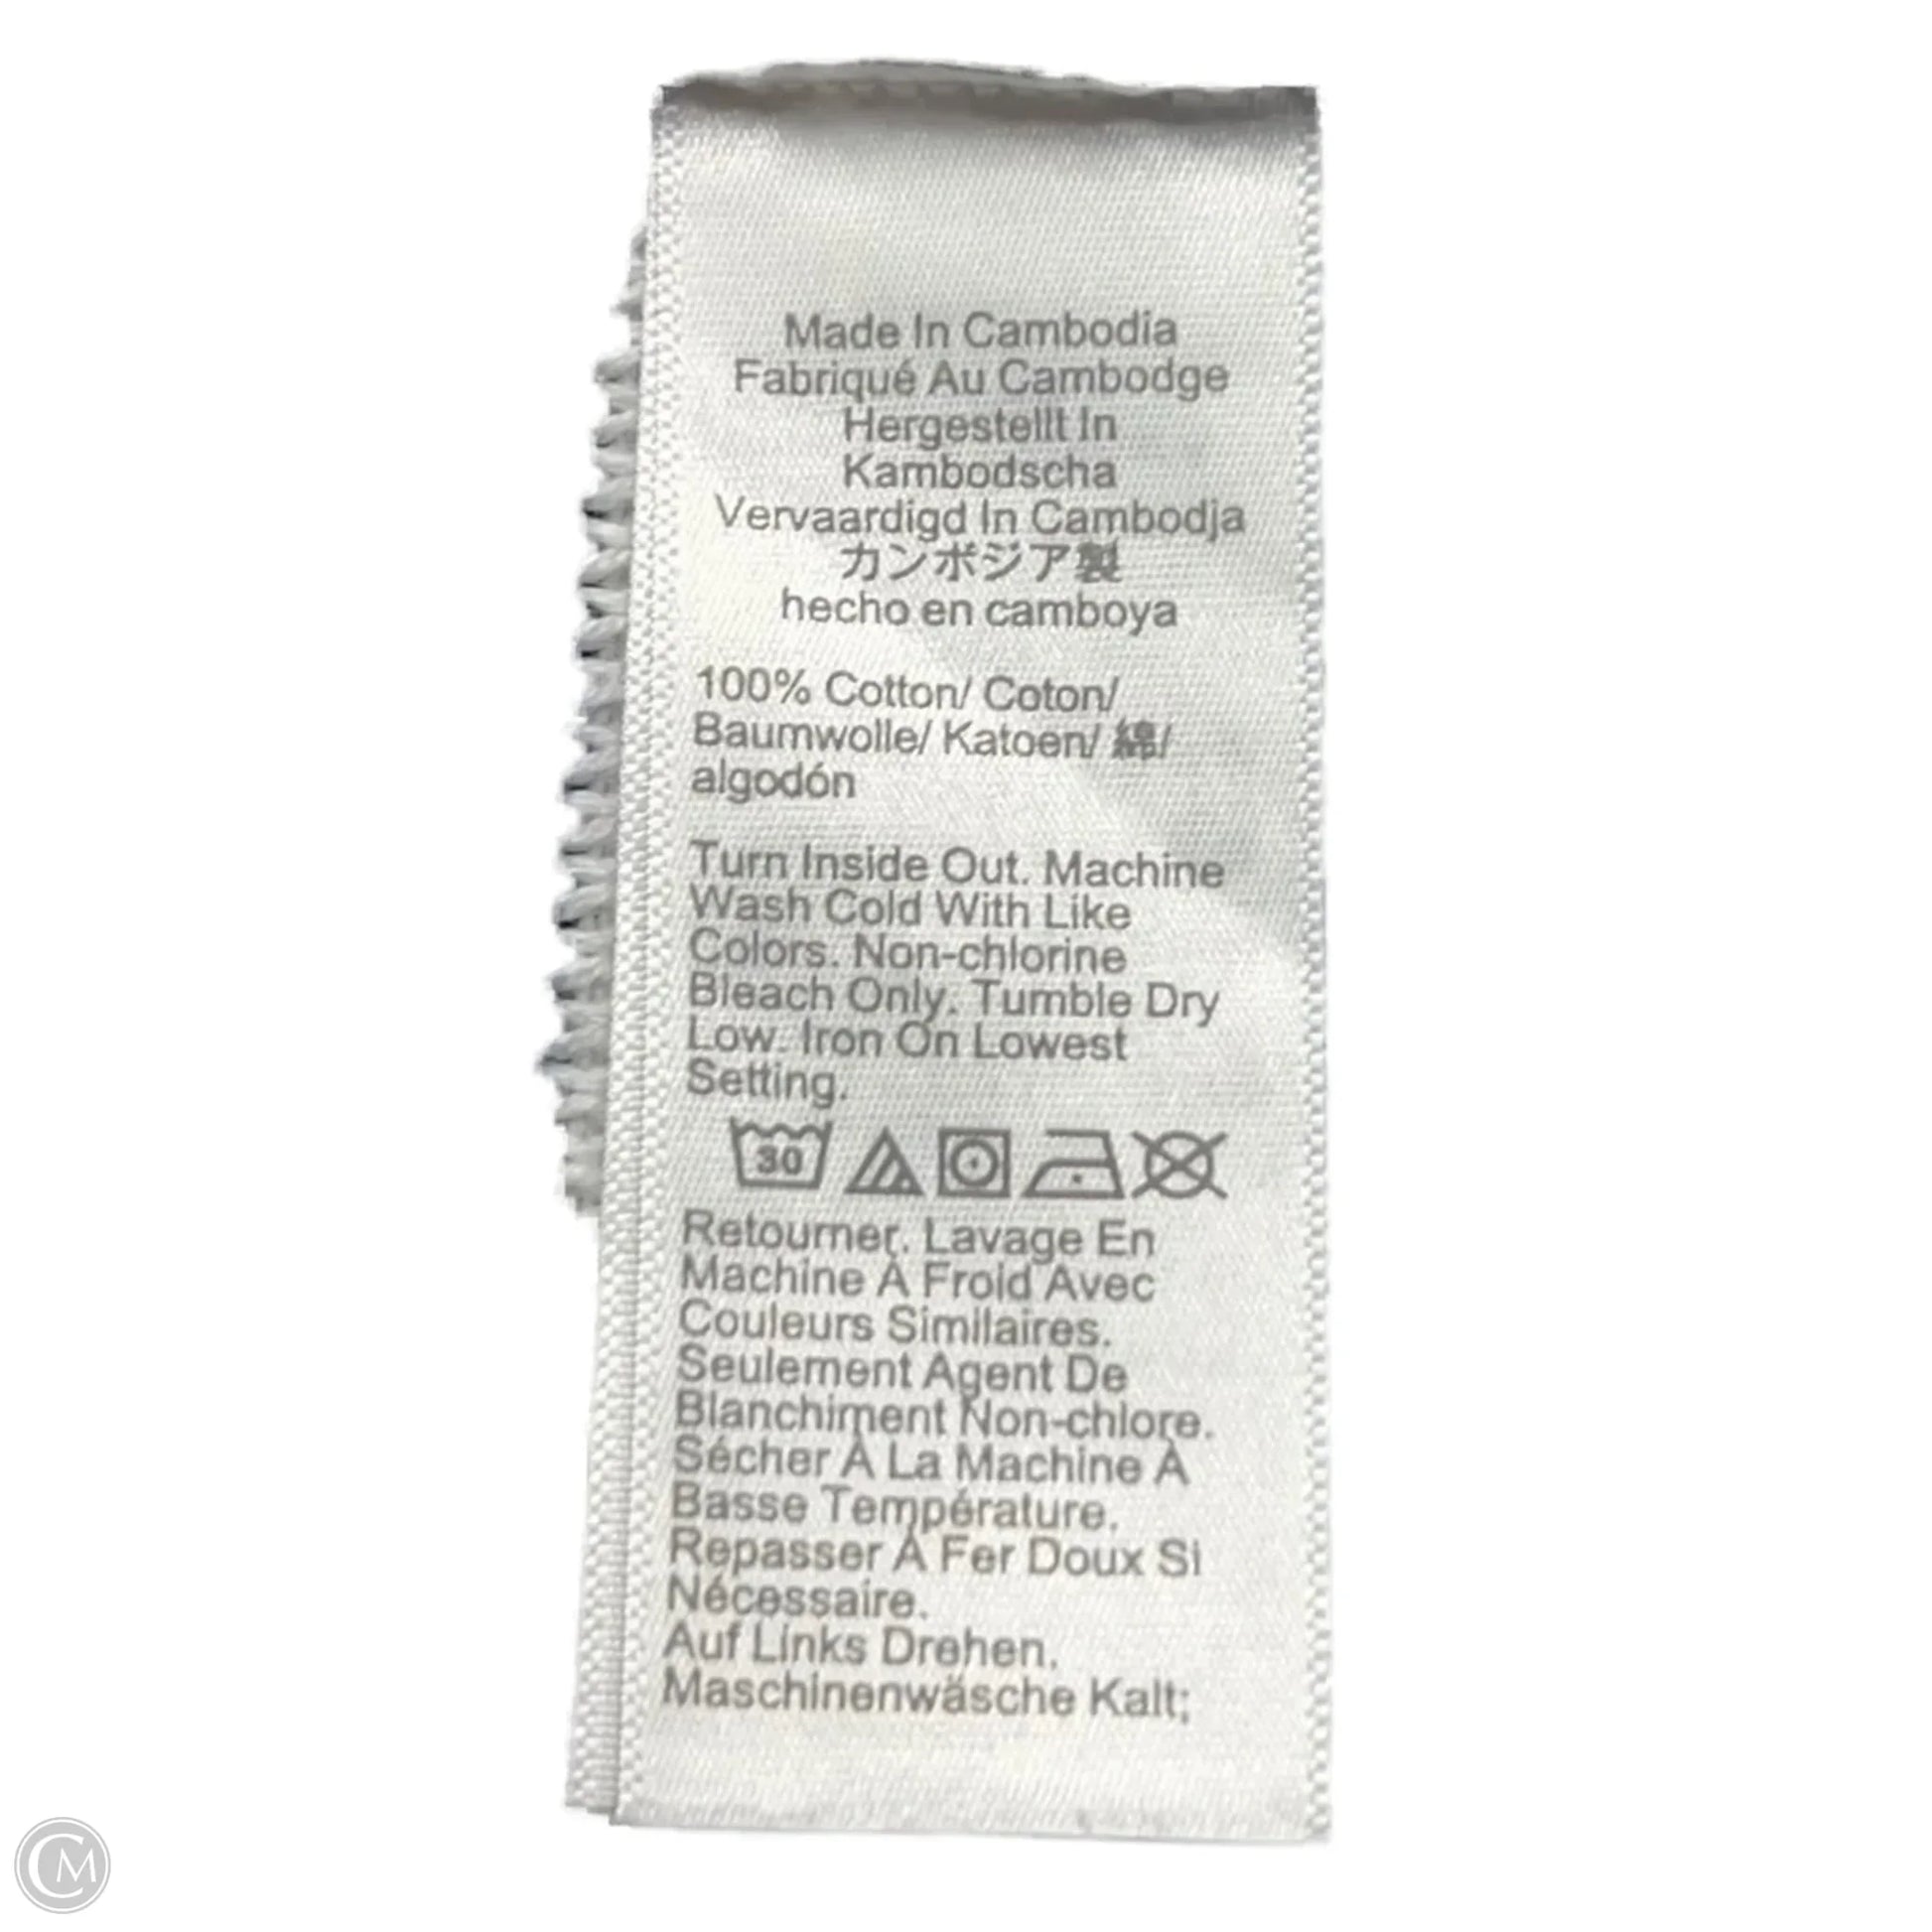 Made In Cambodia
Fabriqué Au Cambodge
Hergestellt In
Kambodscha
Vervaardigd In Cambodja
カンボジア製
hecho en camboya
100% Cotton/ Coton/
Baumwolle/ Katoen/ 綿/
algodón
Turn Inside Out. Machine
Wash Cold With Like
Colors. Non-chlorine
Bleach Only. Tumble Dry
Low. Iron On Lowest
Setting.
30
Retourner. Lavage En
Machine À Froid Avec
Couleurs Similaires.
Seulement Agent De
Blanchiment Non-chlore.
Sécher À La Machine À
Basse Température.
Repasser À Fer Doux Si
Nécessaire.
Auf Links Drehen.
Maschinenwäsche Kalt;
CM